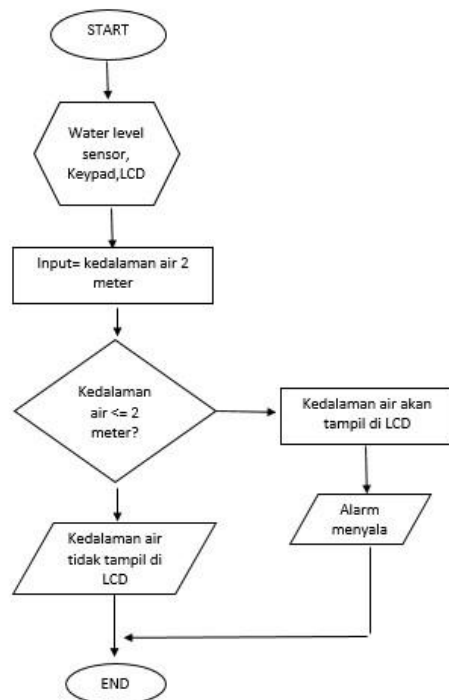 START
Water level
sensor,
Keypad,LCD
Input= kedalaman air 2
meter
Kedalaman
air <= 2
meter?
Kedalaman air akan
tampil di LCD
Alarm
menyala
Kedalaman air
tidak tampil di
LCD
END